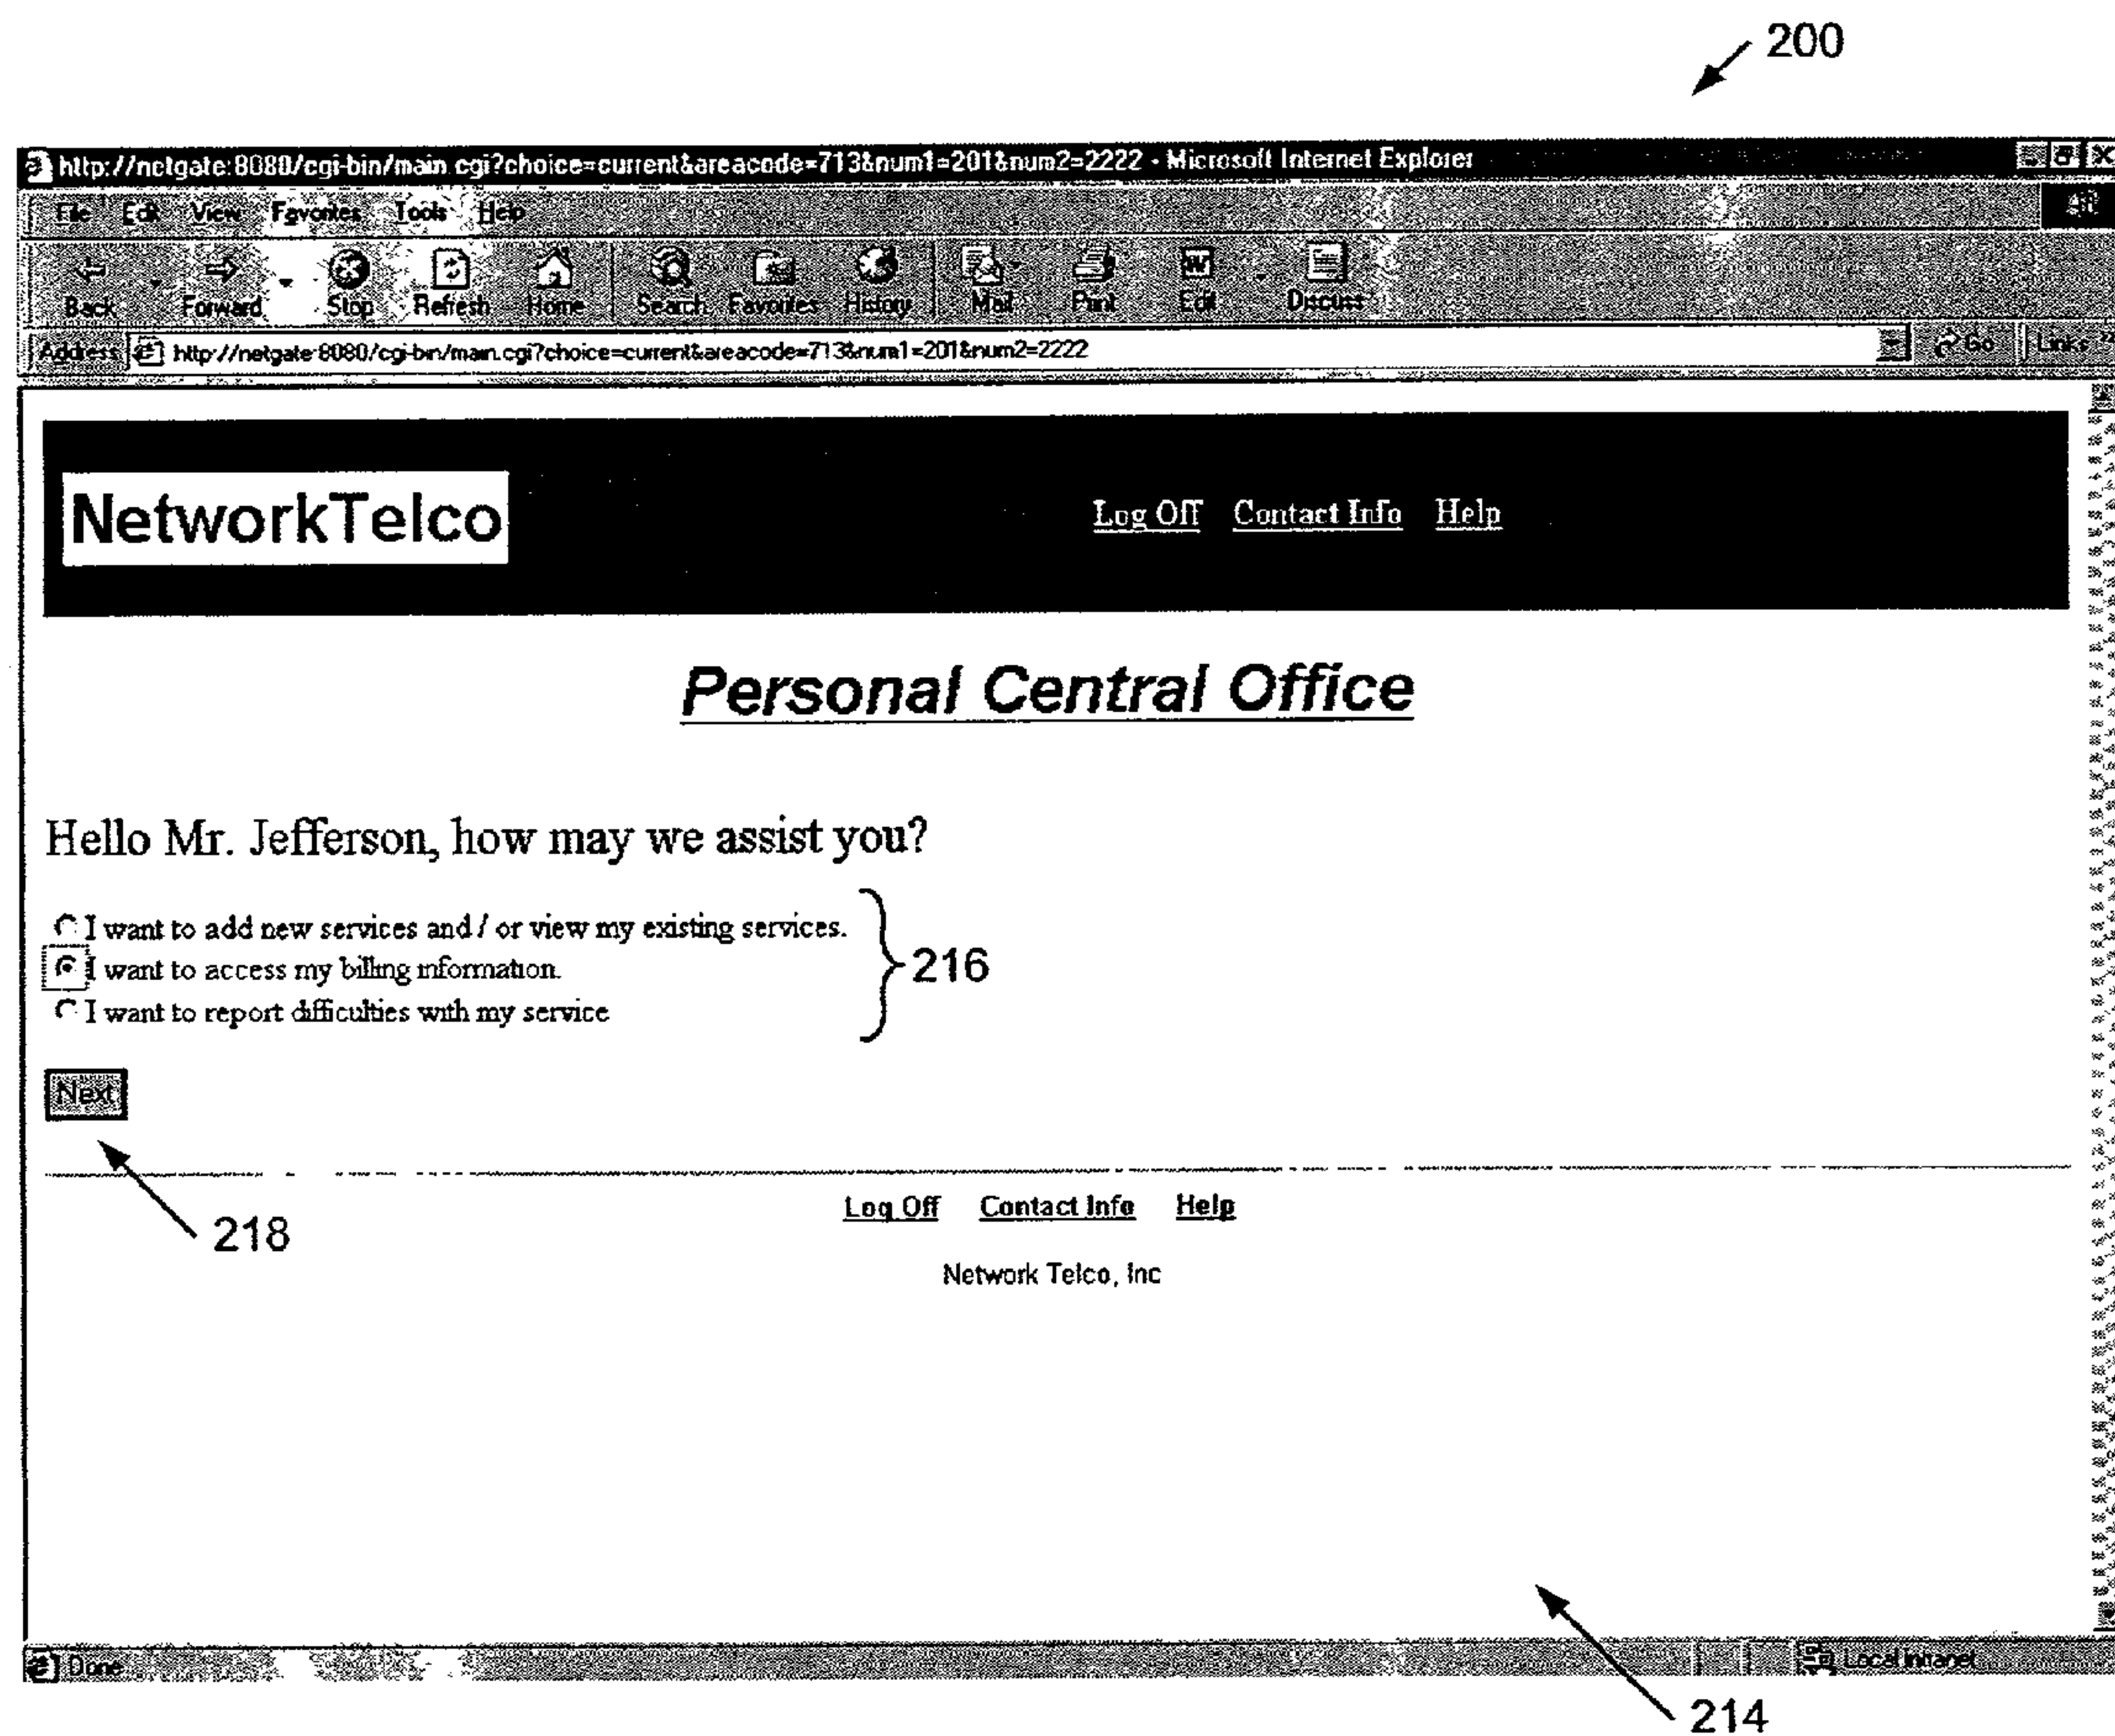 200
http://netgate:8080/cgi-bin/main.cgi?choice=current&areacode=713&num1=201&num2=2222 - Microsoft Internet Explorer
File Edit View Favorites Tools Help
Back Forward Stop Refresh Home Search Favorites History Mail Print Edit Discuss
Address http://netgate:8080/cgi-bin/main.cgi?choice=current&areacode=713&num1=201&num2=2222 Go Links »
NetworkTelco Log Off Contact Info Help
Personal Central Office
Hello Mr. Jefferson, how may we assist you?
I want to add new services and / or view my existing services.
I want to access my billing information.
I want to report difficulties with my service
216
Next
218
Log Off Contact Info Help
Network Telco, Inc
Done Local intranet
214